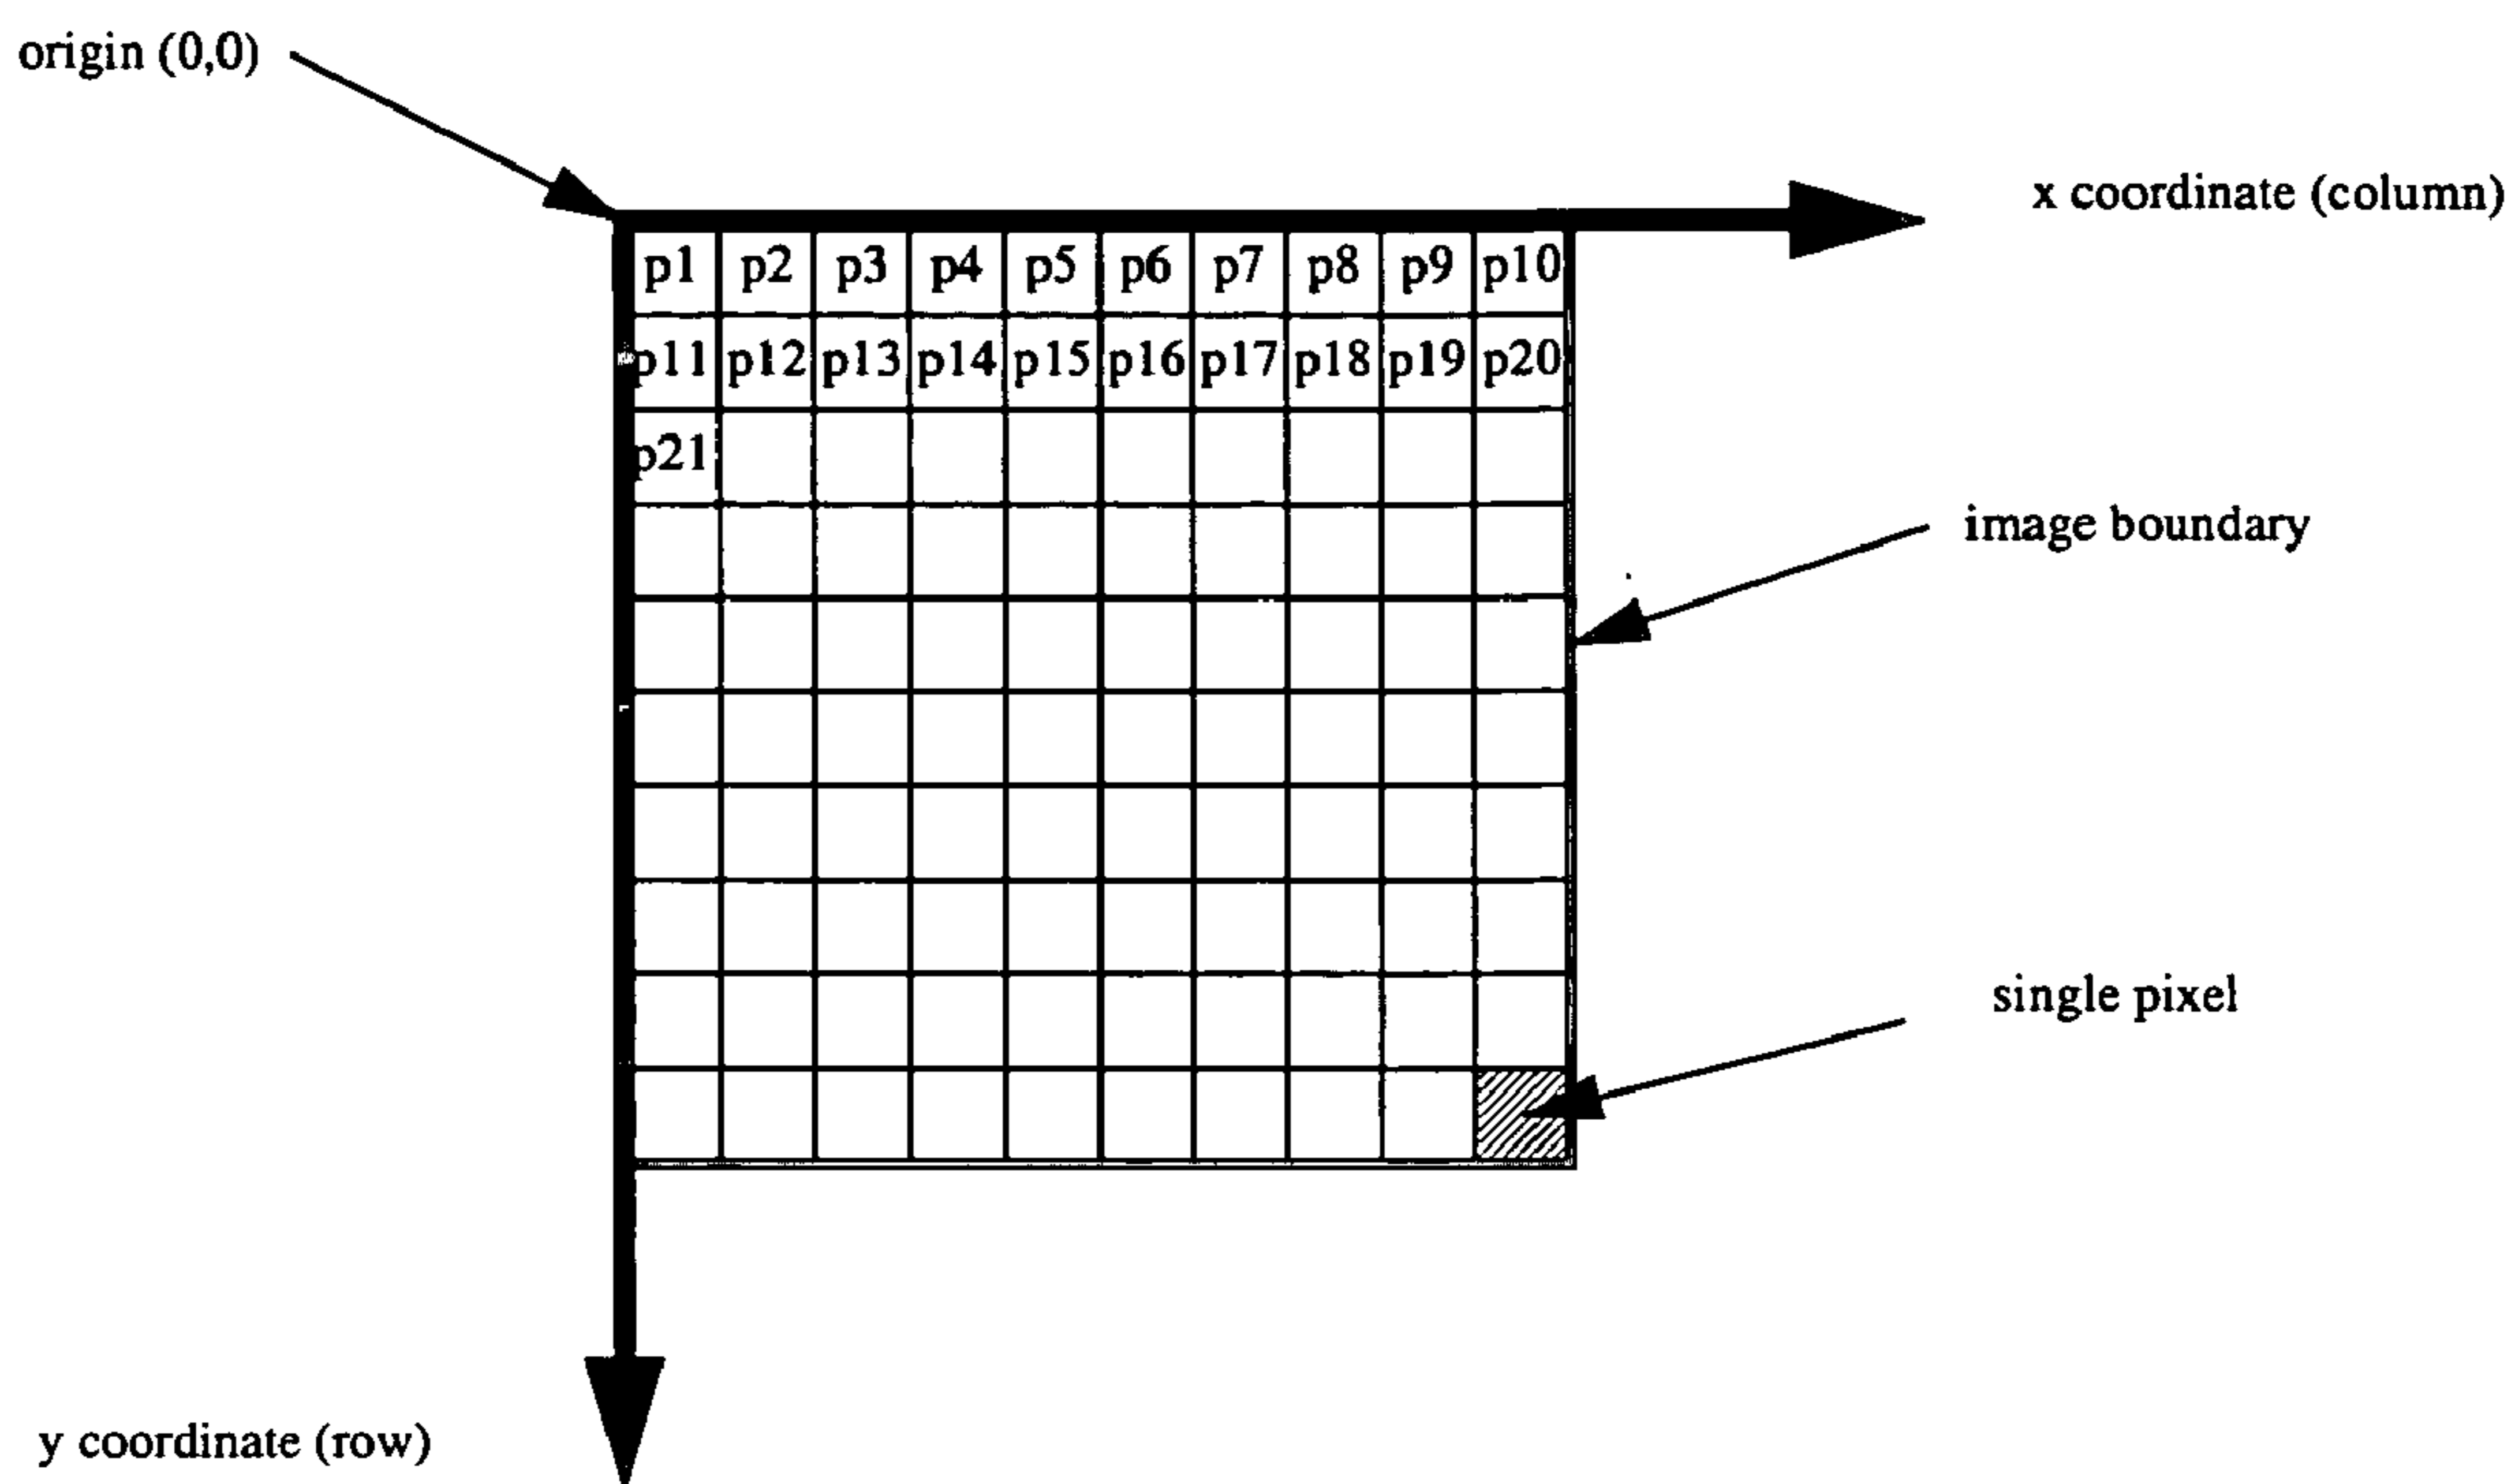 origin (0,0)
x coordinate (column)
p1 p2 p3 p4 p5 p6 p7 p8 p9 p10
p11 p12 p13 p14 p15 p16 p17 p18 p19 p20
p21
image boundary
single pixel
y coordinate (row)